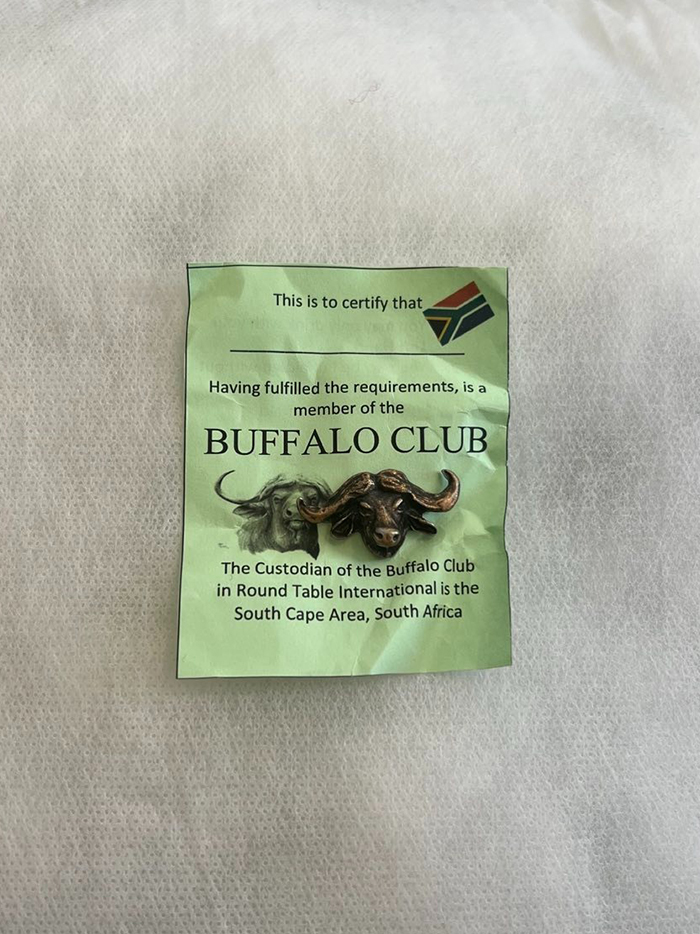 This is to certify that
Having fulfilled the requirements, is a
member of the
BUFFALO CLUB
The Custodian of the Buffalo Club
in Round Table International is the
South Cape Area, South Africa